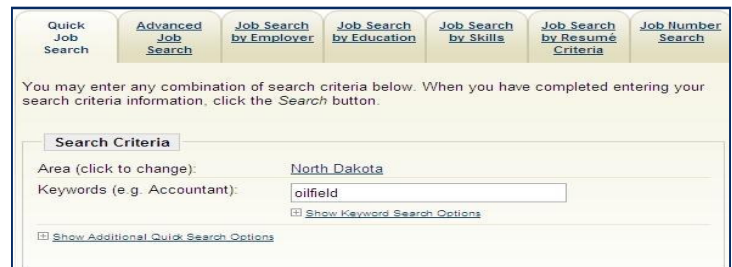 Quick Job Search
Advanced Job Search
Job Search by Employer
Job Search by Education
Job Search by Skills
Job Search by Resumé Criteria
Job Number Search
You may enter any combination of search criteria below. When you have completed entering your
search criteria information, click the Search button.
Search Criteria
Area (click to change): North Dakota
Keywords (e.g. Accountant): oilfield
Show Keyword Search Options
Show Additional Quick Search Options